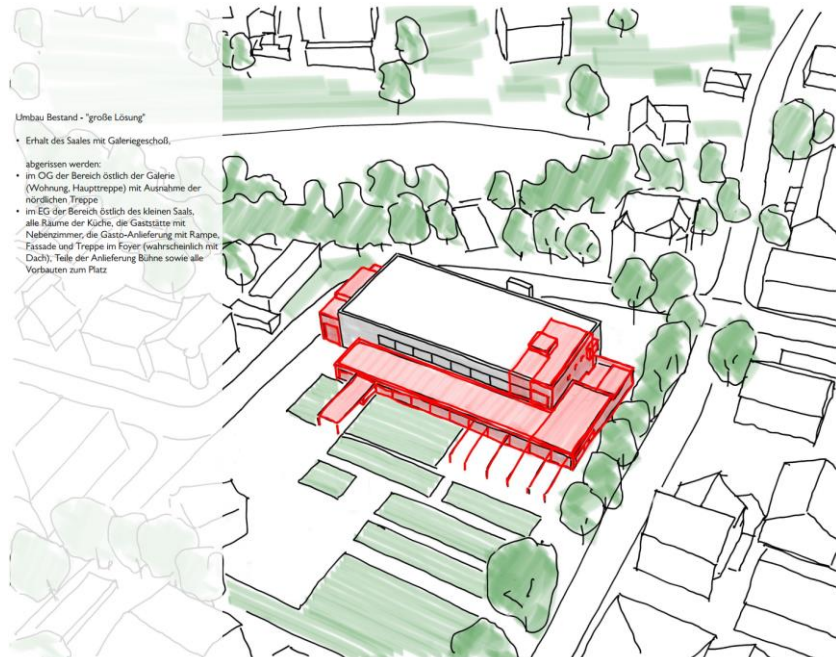 Umbau Bestand - "große Lösung"
• Erhalt des Saales mit Galeriegeschoß,
abgerissen werden:
• im OG der Bereich östlich der Galerie
(Wohnung, Haupttreppe) mit Ausnahme der
nördlichen Treppe
• im EG der Bereich östlich des kleinen Saals,
alle Räume der Küche, die Gaststätte mit
Nebenzimmer, die Gasto-Anlieferung mit Rampe,
Fassade und Treppe im Foyer (wahrscheinlich mit
Dach), Teile der Anlieferung Bühne sowie alle
Vorbauten zum Platz